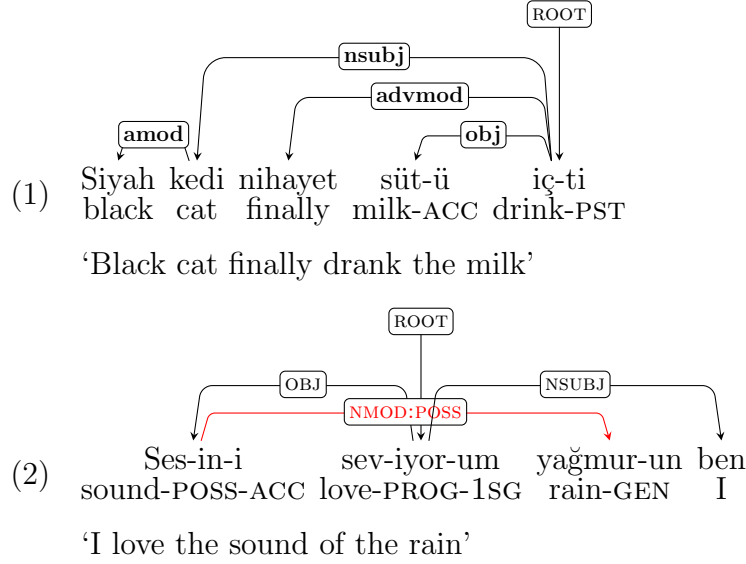 ROOT
nsubj
advmod
amod
obj
(1) Siyah kedi nihayet süt-ü iç-ti
black cat finally milk-ACC drink-PST
‘Black cat finally drank the milk’
ROOT
OBJ NSUBJ
NMOD:POSS
(2) Ses-in-i sev-iyor-um yağmur-un ben
sound-POSS-ACC love-PROG-1SG rain-GEN I
‘I love the sound of the rain’